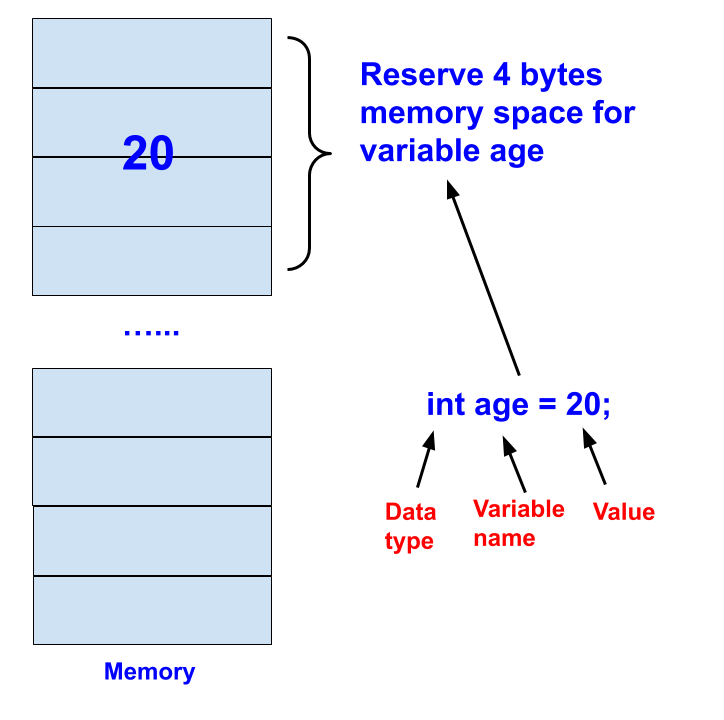 20
Reserve 4 bytes
memory space for
variable age
…...
int age = 20;
Data
type
Variable
name
Value
Memory